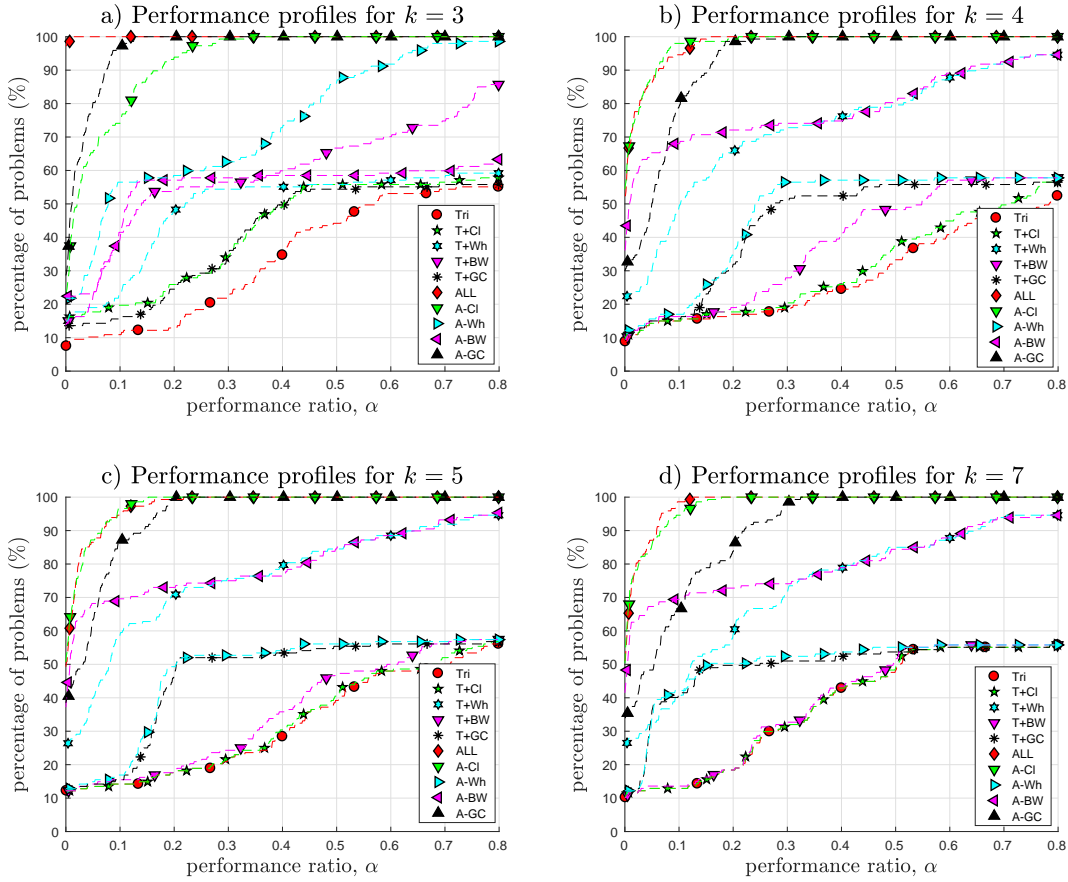 a) Performance profiles for k = 3
percentage of problems (%)
100
90
80
70
60
50
40
30
20
10
0
0 0.1 0.2 0.3 0.4 0.5 0.6 0.7 0.8
performance ratio, α
Tri
T+Cl
T+Wh
T+BW
T+GC
ALL
A-Cl
A-Wh
A-BW
A-GC
b) Performance profiles for k = 4
percentage of problems (%)
100
90
80
70
60
50
40
30
20
10
0
0 0.1 0.2 0.3 0.4 0.5 0.6 0.7 0.8
performance ratio, α
Tri
T+Cl
T+Wh
T+BW
T+GC
ALL
A-Cl
A-Wh
A-BW
A-GC
c) Performance profiles for k = 5
percentage of problems (%)
100
90
80
70
60
50
40
30
20
10
0
0 0.1 0.2 0.3 0.4 0.5 0.6 0.7 0.8
performance ratio, α
Tri
T+Cl
T+Wh
T+BW
T+GC
ALL
A-Cl
A-Wh
A-BW
A-GC
d) Performance profiles for k = 7
percentage of problems (%)
100
90
80
70
60
50
40
30
20
10
0
0 0.1 0.2 0.3 0.4 0.5 0.6 0.7 0.8
performance ratio, α
Tri
T+Cl
T+Wh
T+BW
T+GC
ALL
A-Cl
A-Wh
A-BW
A-GC